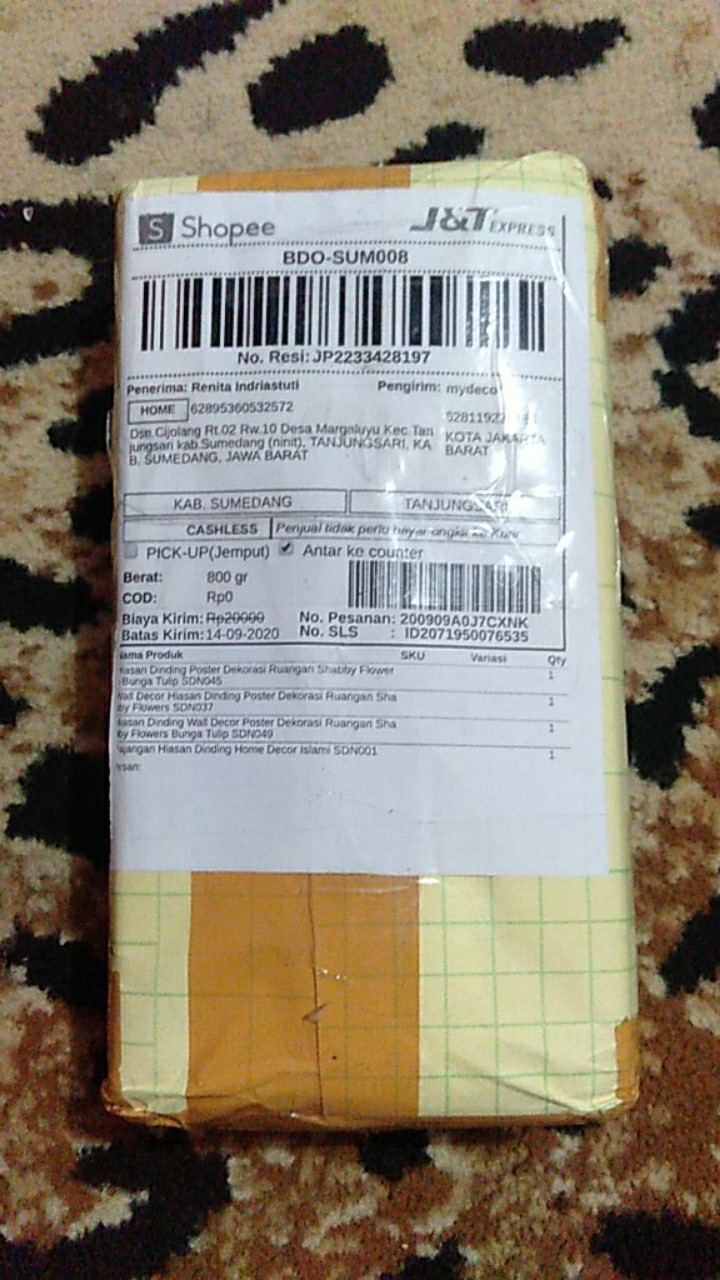 Shopee J&T EXPRESS
BDO-SUM008
No. Resi: JP2233428197
Penerima: Renita Indriastuti Pengirim: mydeco
HOME 62895360532572
Dsn.Cijolang Rt.02 Rw.10 Desa Margaluyu Kec.Tan
jungsari kab.Sumedang (ninit), TANJUNGSARI, KA
B. SUMEDANG, JAWA BARAT
KOTA JAKARTA
BARAT
KAB. SUMEDANG TANJUNGSARI
CASHLESS Penjual tidak perlu bayar ongkir ke Kurir
PICK-UP(Jemput) Antar ke counter
Berat: 800 gr
COD: Rp0
Biaya Kirim: Rp20000 No. Pesanan: 200909A0J7CXNK
Batas Kirim: 14-09-2020 No. SLS : ID2071950076535
ama Produk SKU Variasi Qty
iasan Dinding Poster Dekorasi Ruangan Shabby Flower 1
Bunga Tulip SDN045
Wall Decor Hiasan Dinding Poster Dekorasi Ruangan Sha 1
by Flowers SDN037
iasan Dinding Wall Decor Poster Dekorasi Ruangan Sha 1
by Flowers Bunga Tulip SDN049
ajangan Hiasan Dinding Home Decor Islami SDN001 1
esan: